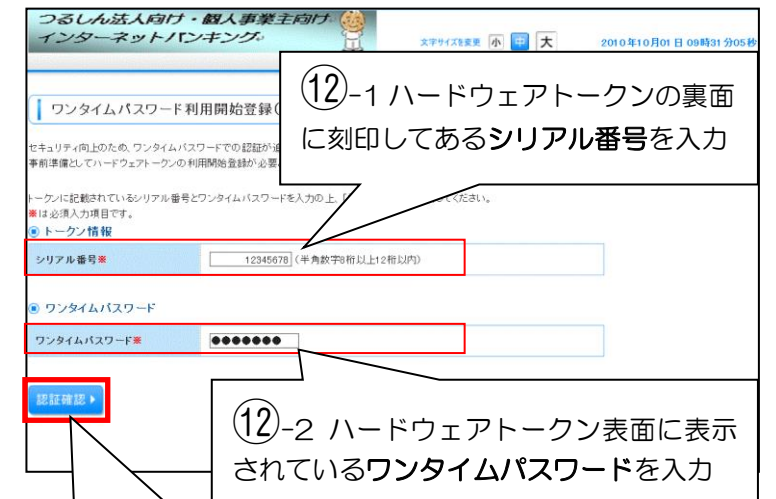 つるしん法人向け・個人事業主向け
インターネットバンキング
文字サイズを変更 小 中 大 2010年10月01日 09時31分05秒
⑫-1 ハードウェアトークンの裏面
に刻印してあるシリアル番号を入力
ワンタイムパスワード利用開始登録(
セキュリティ向上のため、ワンタイムパスワードでの認証が追
事前準備としてハードウェアトークンの利用開始登録が必要
トークンに記載されているシリアル番号とワンタイムパスワードを入力の上、「 してください。
※は必須入力項目です。
トークン情報
シリアル番号※ 12345678 (半角数字8桁以上12桁以内)
ワンタイムパスワード
ワンタイムパスワード※ ●●●●●●●
認証確認
⑫-2 ハードウェアトークン表面に表示
されているワンタイムパスワードを入力